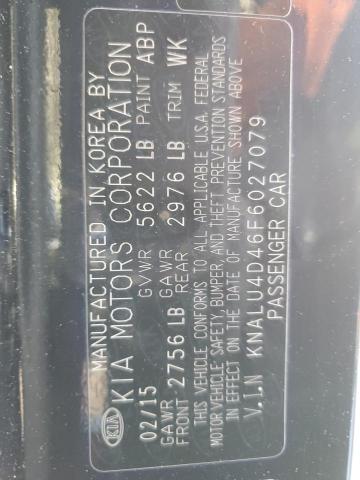 MANUFACTURED IN KOREA BY
KIA KIA MOTORS CORPORATION
02/15 GVWR 5622 LB PAINT ABP
GAWR FRONT 2756 LB GAWR REAR 2976 LB TRIM WK
THIS VEHICLE CONFORMS TO ALL APPLICABLE U.S.A. FEDERAL
MOTOR VEHICLE SAFETY, BUMPER, AND THEFT PREVENTION STANDARDS
IN EFFECT ON THE DATE OF MANUFACTURE SHOWN ABOVE
V.I.N KNALU4D46F6027079
PASSENGER CAR